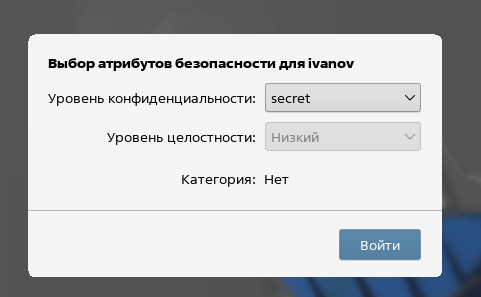 Выбор атрибутов безопасности для ivanov
Уровень конфиденциальности: secret
Уровень целостности: Низкий
Категория: Нет
Войти